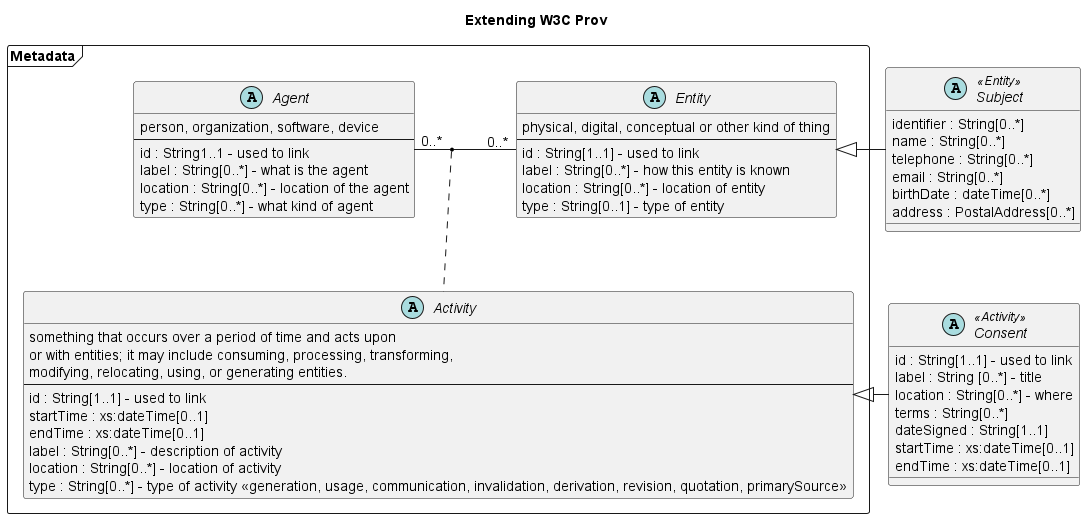 Extending W3C Prov
Metadata
A Agent
person, organization, software, device
id : String1..1 - used to link
label : String[0..*] - what is the agent
location : String[0..*] - location of the agent
type : String[0..*] - what kind of agent
0..*
0..*
A Entity
physical, digital, conceptual or other kind of thing
id : String[1..1] - used to link
label : String[0..*] - how this entity is known
location : String[0..*] - location of entity
type : String[0..1] - type of entity
A «Entity»
Subject
identifier : String[0..*]
name : String[0..*]
telephone : String[0..*]
email : String[0..*]
birthDate : dateTime[0..*]
address : PostalAddress[0..*]
A Activity
something that occurs over a period of time and acts upon
or with entities; it may include consuming, processing, transforming,
modifying, relocating, using, or generating entities.
id : String[1..1] - used to link
startTime : xs:dateTime[0..1]
endTime : xs:dateTime[0..1]
label : String[0..*] - description of activity
location : String[0..*] - location of activity
type : String[0..*] - type of activity «generation, usage, communication, invalidation, derivation, revision, quotation, primarySource»
A «Activity»
Consent
id : String[1..1] - used to link
label : String [0..*] - title
location : String[0..*] - where
terms : String[0..*]
dateSigned : String[1..1]
startTime : xs:dateTime[0..1]
endTime : xs:dateTime[0..1]